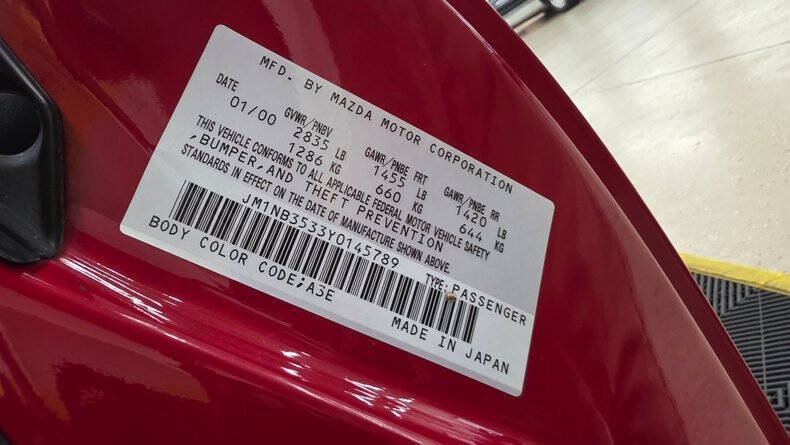 MFD. BY MAZDA MOTOR CORPORATION
DATE GVWR/PNBV GAWR/PNBE FRT GAWR/PNBE RR
01/00 2835 LB 1455 LB 1420 LB
1286 KG 660 KG 644 KG
THIS VEHICLE CONFORMS TO ALL APPLICABLE FEDERAL MOTOR VEHICLE SAFETY
,BUMPER,AND THEFT PREVENTION
STANDARDS IN EFFECT ON THE DATE OF MANUFACTURE SHOWN ABOVE.
JM1NB3533Y0145789 TYPE:PASSENGER
BODY COLOR CODE;A3E
MADE IN JAPAN